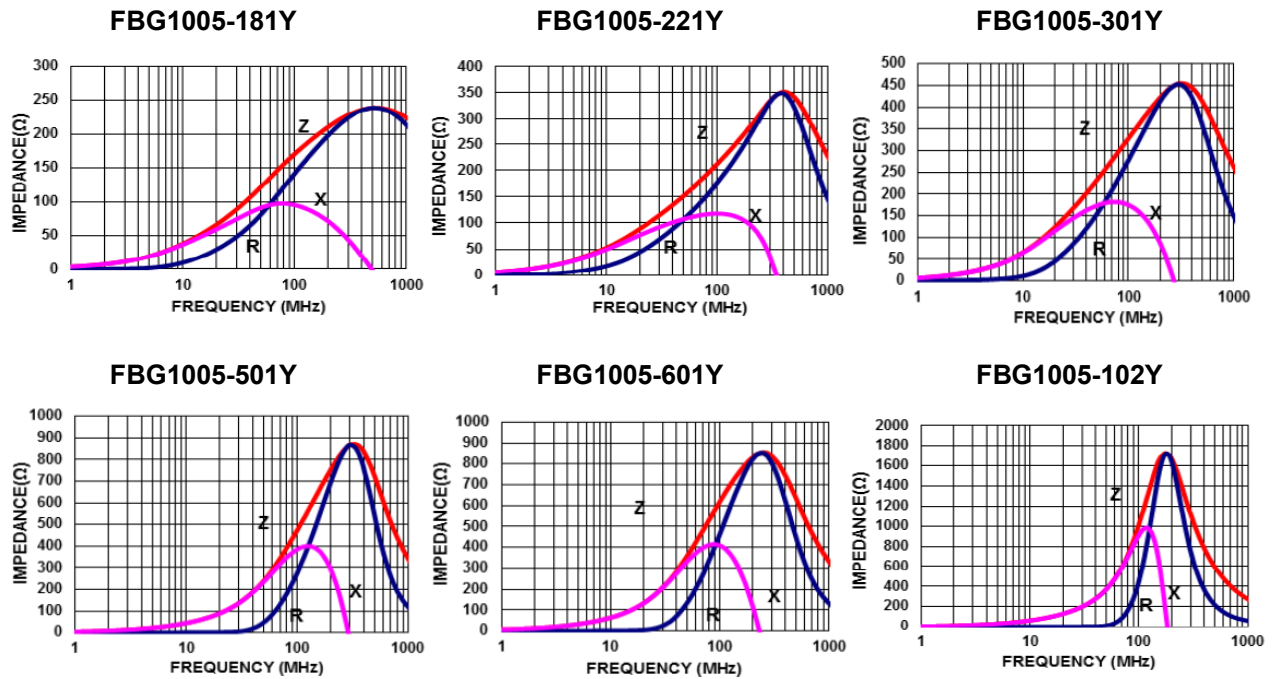 FBG1005-181Y
300
250
200
150
100
50
0
IMPEDANCE(Ω)
Z
X
R
1 10 100 1000
FREQUENCY (MHz)
FBG1005-221Y
400
350
300
250
200
150
100
50
0
IMPEDANCE(Ω)
Z
X
R
1 10 100 1000
FREQUENCY (MHz)
FBG1005-301Y
500
450
400
350
300
250
200
150
100
50
0
IMPEDANCE(Ω)
Z
X
R
1 10 100 1000
FREQUENCY (MHz)
FBG1005-501Y
1000
900
800
700
600
500
400
300
200
100
0
IMPEDANCE(Ω)
Z
X
R
1 10 100 1000
FREQUENCY (MHz)
FBG1005-601Y
1000
900
800
700
600
500
400
300
200
100
0
IMPEDANCE(Ω)
Z
X
R
1 10 100 1000
FREQUENCY (MHz)
FBG1005-102Y
2000
1800
1600
1400
1200
1000
800
600
400
200
0
IMPEDANCE(Ω)
Z
R X
1 10 100 1000
FREQUENCY (MHz)